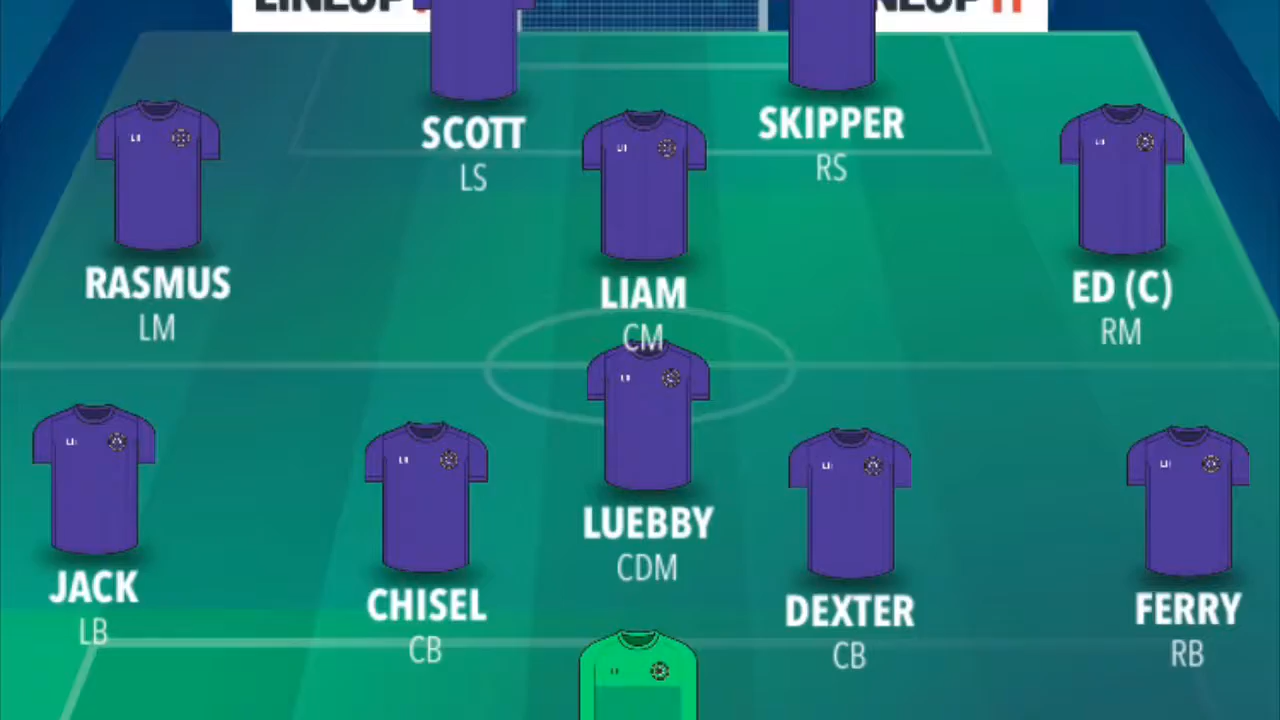 SCOTT
LS
SKIPPER
RS
RASMUS
LM
LIAM
CM
ED (C)
RM
LUEBBY
CDM
JACK
LB
CHISEL
CB
DEXTER
CB
FERRY
RB